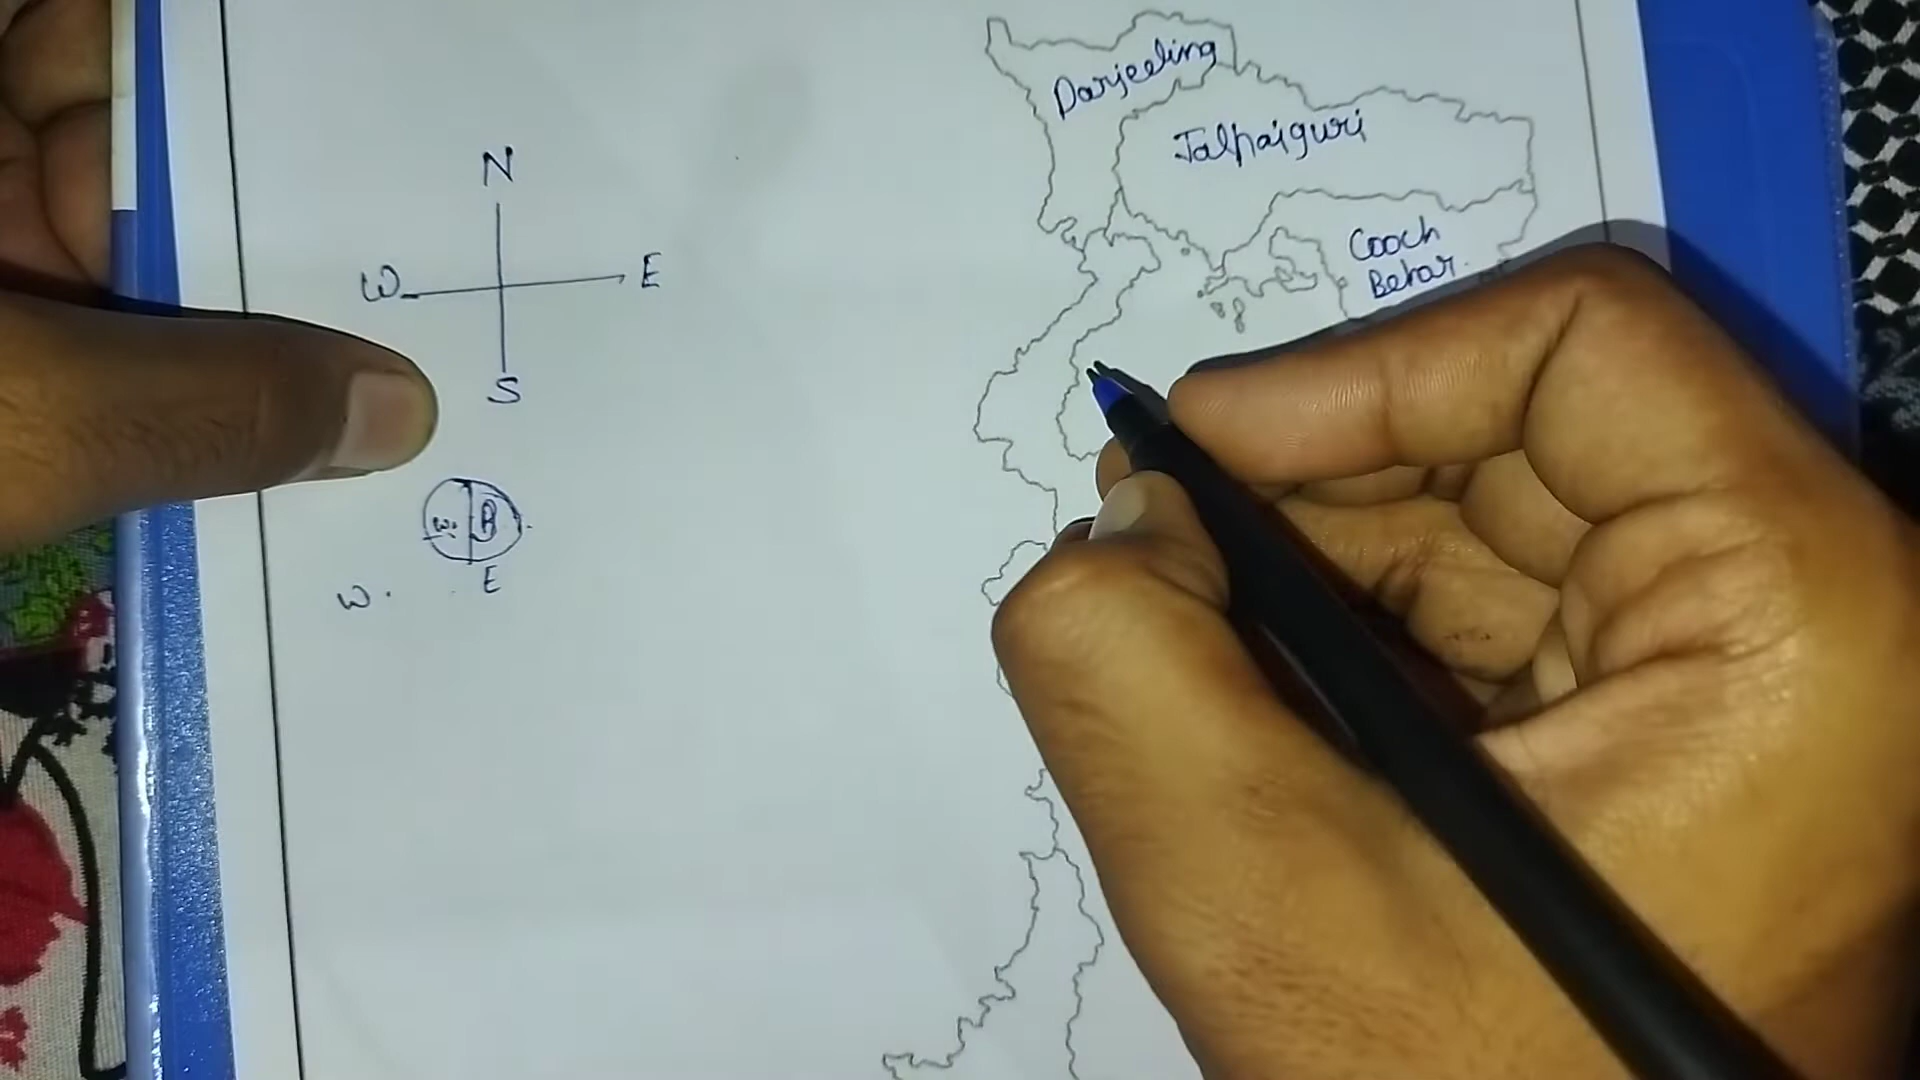 N
W
E
S
W.
B
E
W.
Darjeeling
Jalpaiguri
Cooch
Behar.